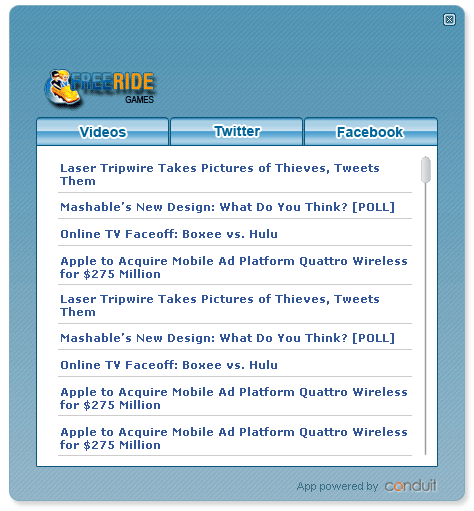 FREERIDE
GAMES
Videos Twitter Facebook
Laser Tripwire Takes Pictures of Thieves, Tweets
Them
Mashable's New Design: What Do You Think? [POLL]
Online TV Faceoff: Boxee vs. Hulu
Apple to Acquire Mobile Ad Platform Quattro Wireless
for $275 Million
Laser Tripwire Takes Pictures of Thieves, Tweets
Them
Mashable's New Design: What Do You Think? [POLL]
Online TV Faceoff: Boxee vs. Hulu
Apple to Acquire Mobile Ad Platform Quattro Wireless
for $275 Million
Apple to Acquire Mobile Ad Platform Quattro Wireless
for $275 Million
App powered by conduit